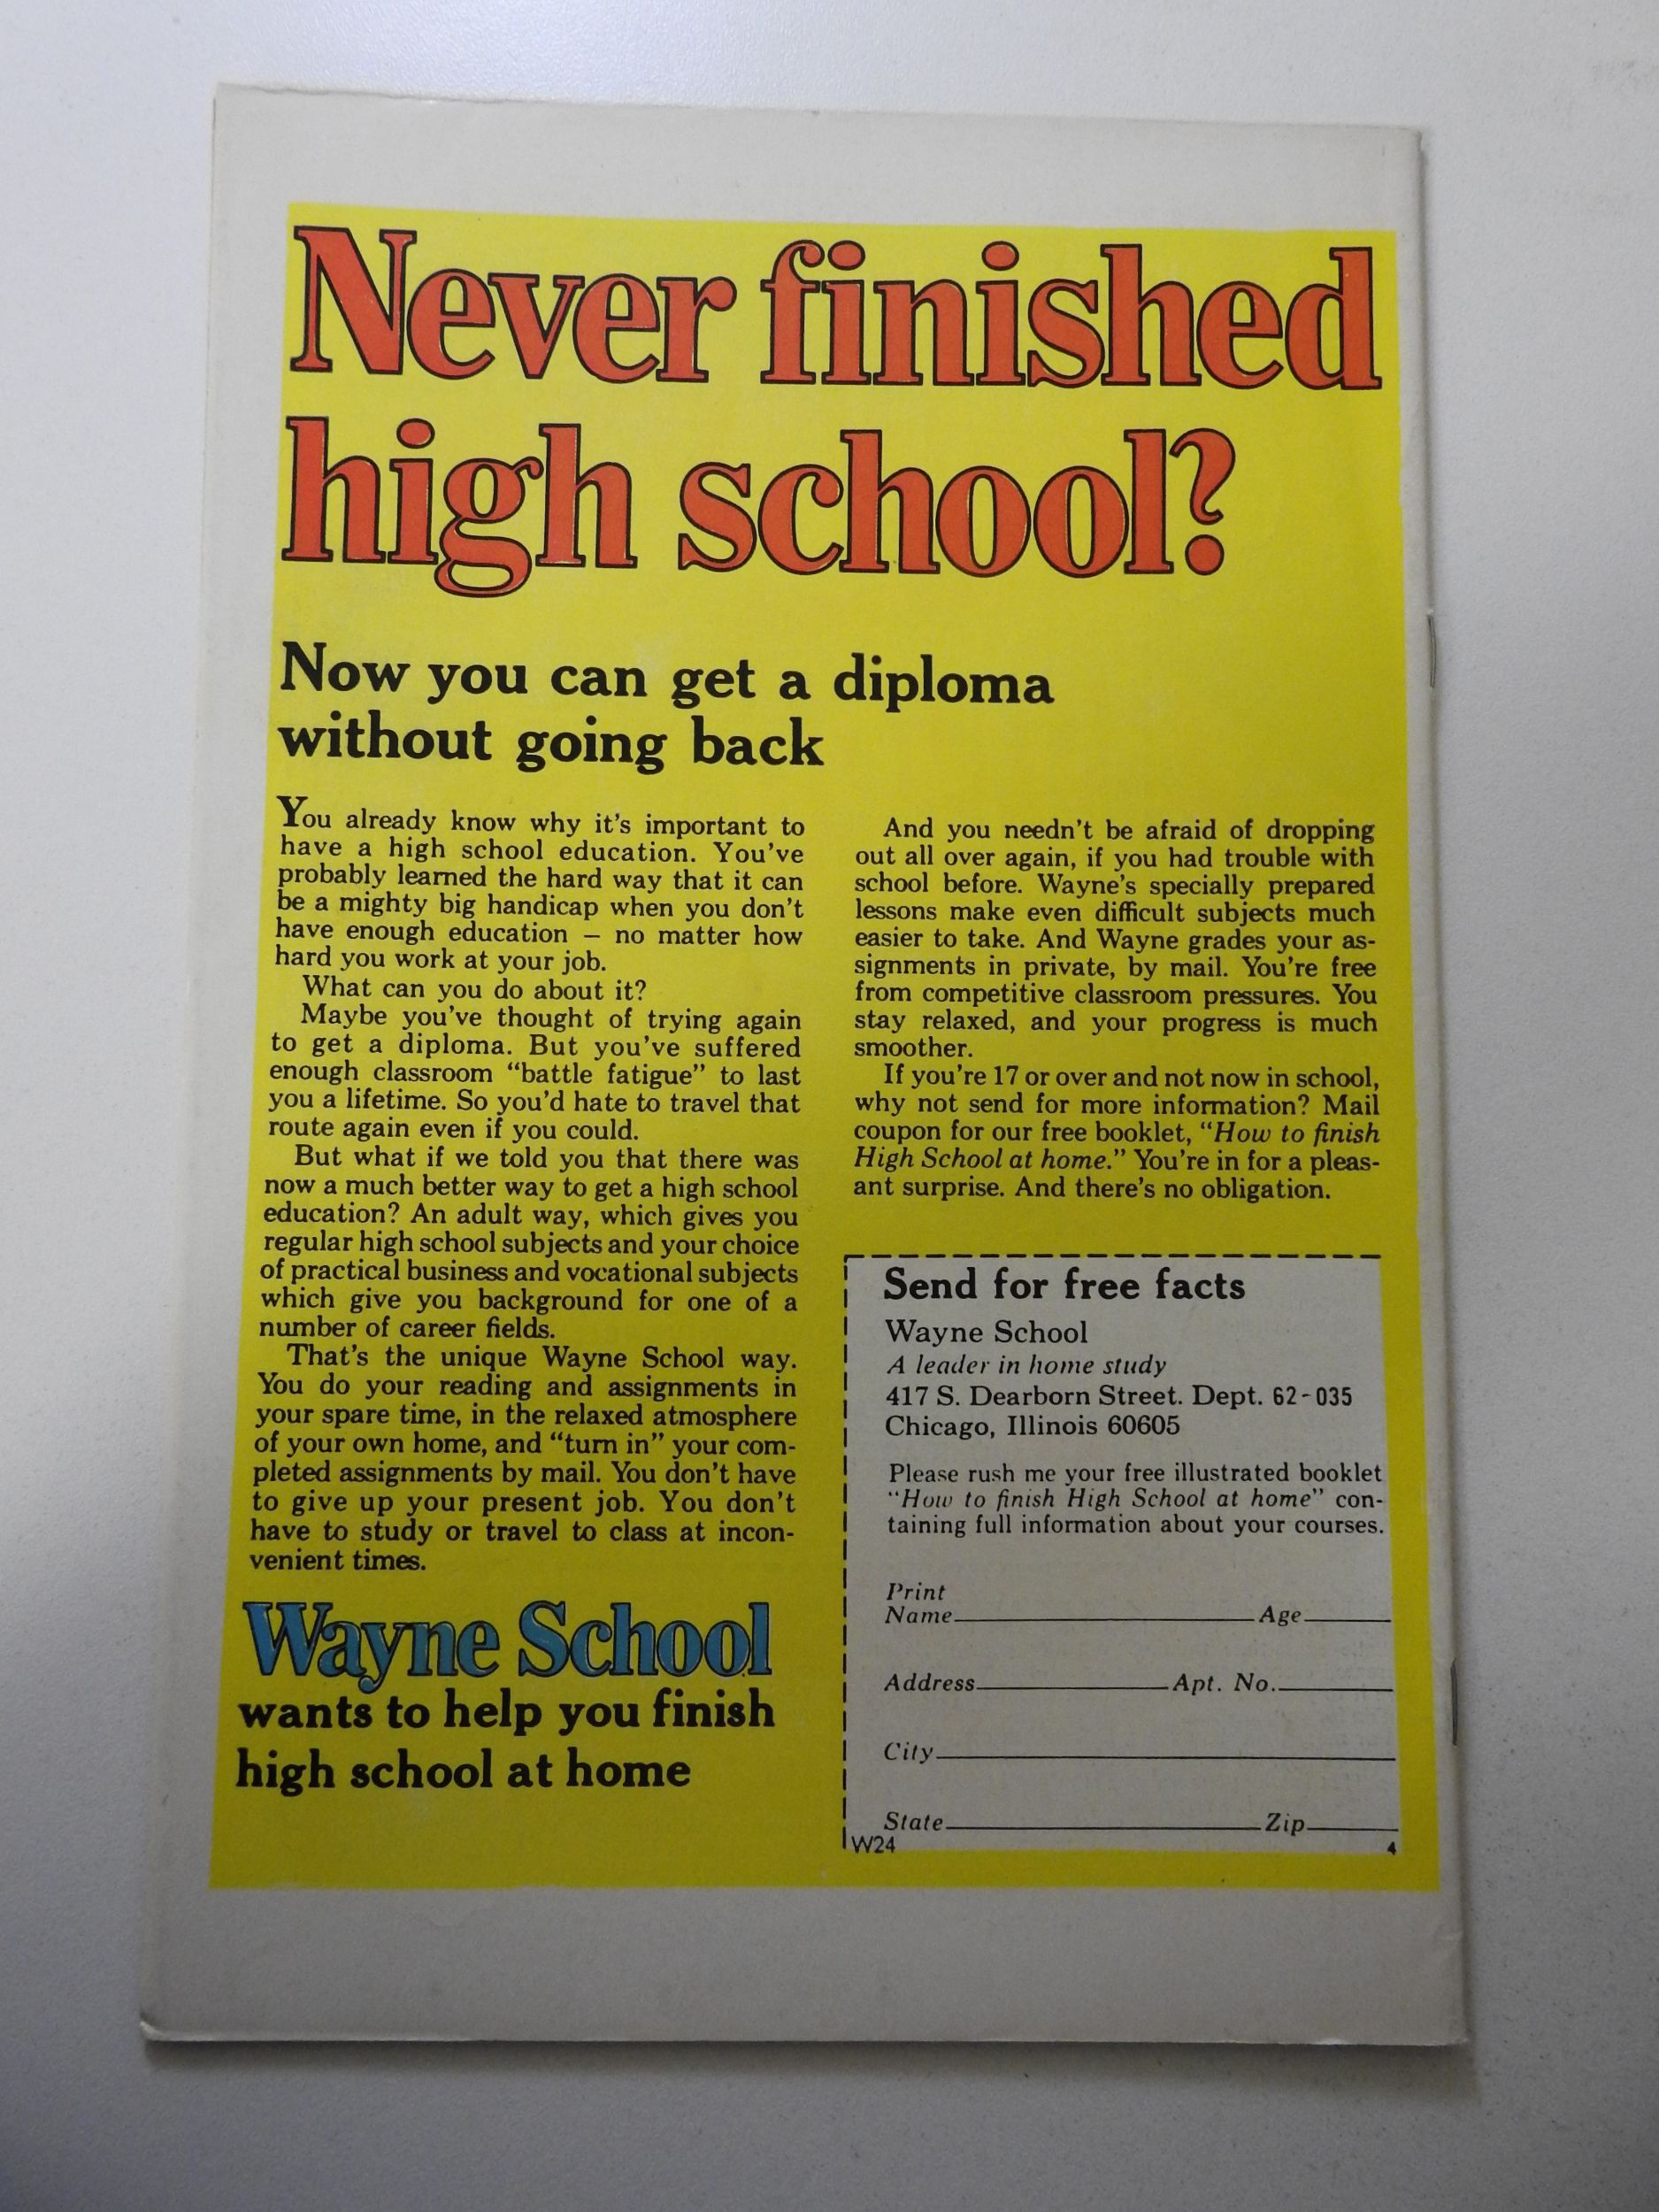 Never finished
high school?
Now you can get a diploma
without going back
You already know why it's important to
have a high school education. You've
probably learned the hard way that it can
be a mighty big handicap when you don't
have enough education – no matter how
hard you work at your job.
What can you do about it?
Maybe you've thought of trying again
to get a diploma. But you've suffered
enough classroom “battle fatigue” to last
you a lifetime. So you'd hate to travel that
route again even if you could.
But what if we told you that there was
now a much better way to get a high school
education? An adult way, which gives you
regular high school subjects and your choice
of practical business and vocational subjects
which give you background for one of a
number of career fields.
That's the unique Wayne School way.
You do your reading and assignments in
your spare time, in the relaxed atmosphere
of your own home, and “turn in” your com-
pleted assignments by mail. You don't have
to give up your present job. You don't
have to study or travel to class at incon-
venient times.
Wayne School
wants to help you finish
high school at home
And you needn't be afraid of dropping
out all over again, if you had trouble with
school before. Wayne's specially prepared
lessons make even difficult subjects much
easier to take. And Wayne grades your as-
signments in private, by mail. You're free
from competitive classroom pressures. You
stay relaxed, and your progress is much
smoother.
If you're 17 or over and not now in school,
why not send for more information? Mail
coupon for our free booklet, “How to finish
High School at home.” You're in for a pleas-
ant surprise. And there's no obligation.
Send for free facts
Wayne School
A leader in home study
417 S. Dearborn Street. Dept. 62-035
Chicago, Illinois 60605
Please rush me your free illustrated booklet
“How to finish High School at home” con-
taining full information about your courses.
Print
Name Age
Address Apt. No.
City
State Zip
W24 4